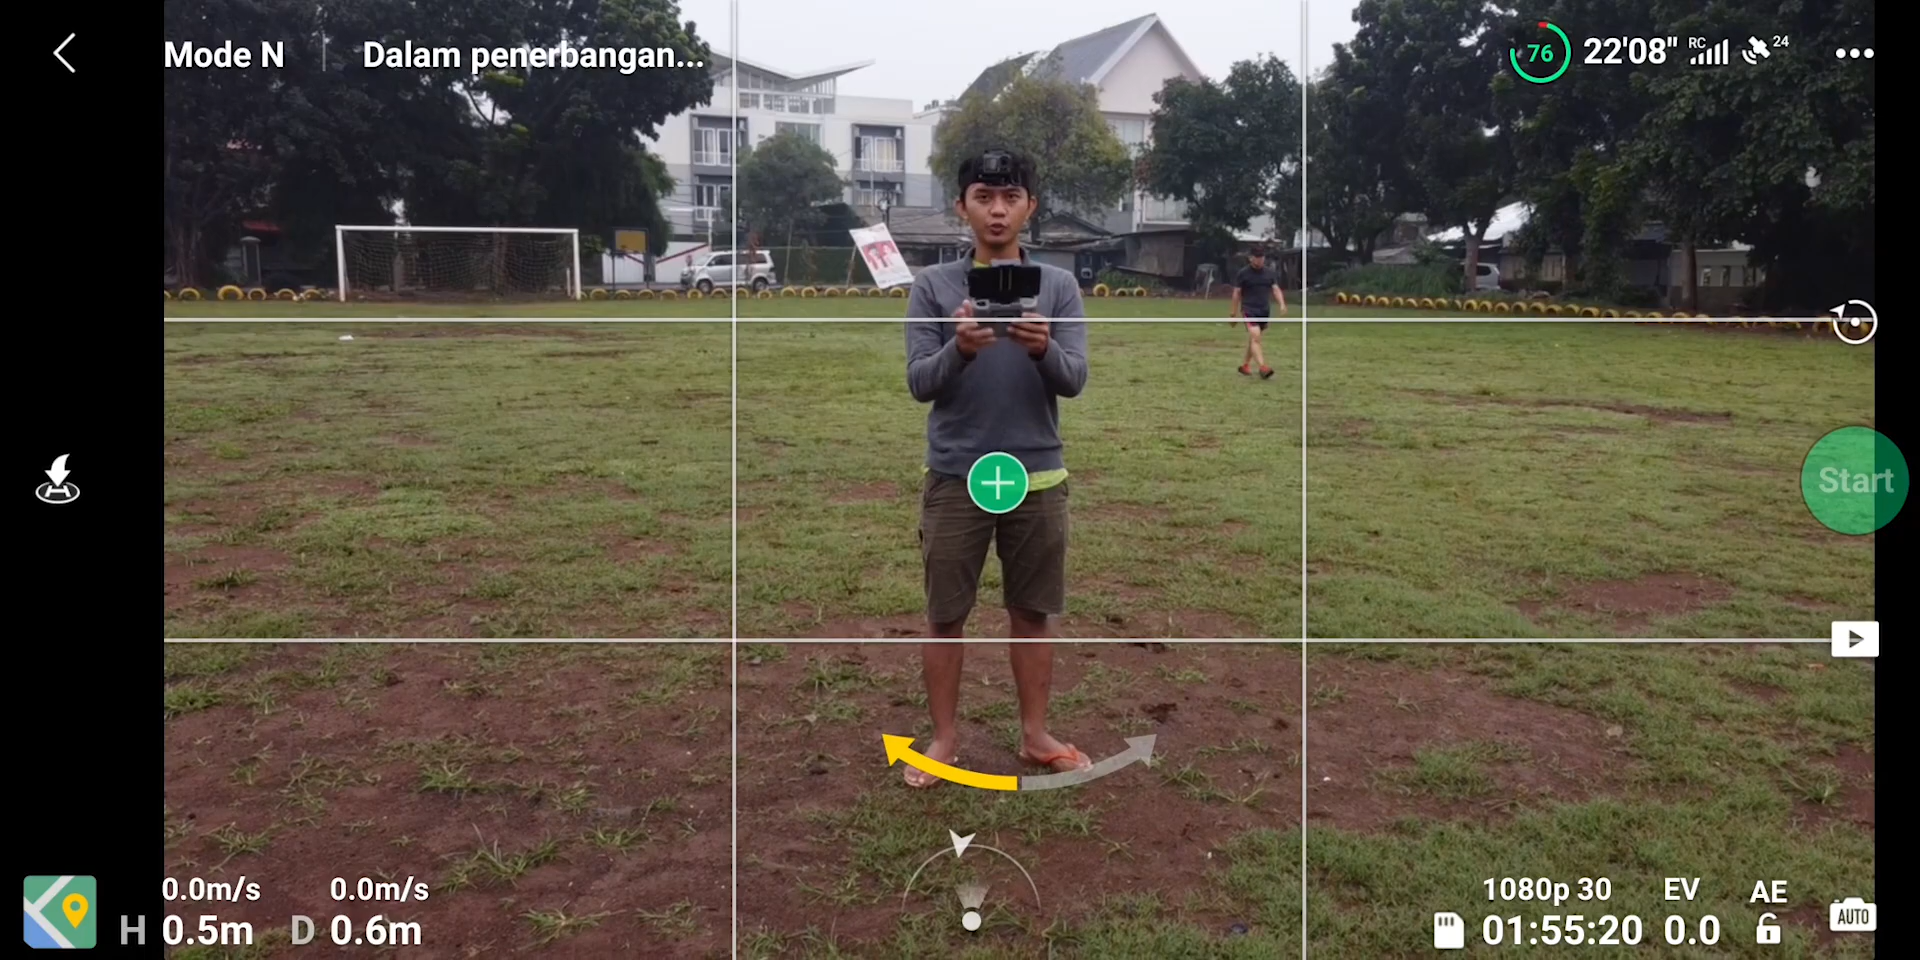 Mode N
Dalam penerbangan...
76
22'08"
RC
24
Start
0.0m/s
0.0m/s
H 0.5m
D 0.6m
1080p 30
EV
AE
01:55:20
0.0
AUTO